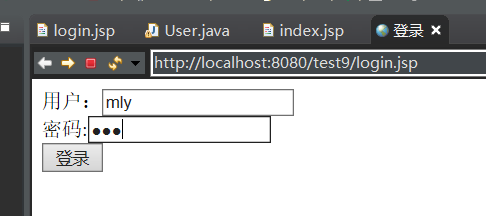 login.jsp User.java index.jsp 登录
http://localhost:8080/test9/login.jsp
用户：mly
密码:●●●
登录